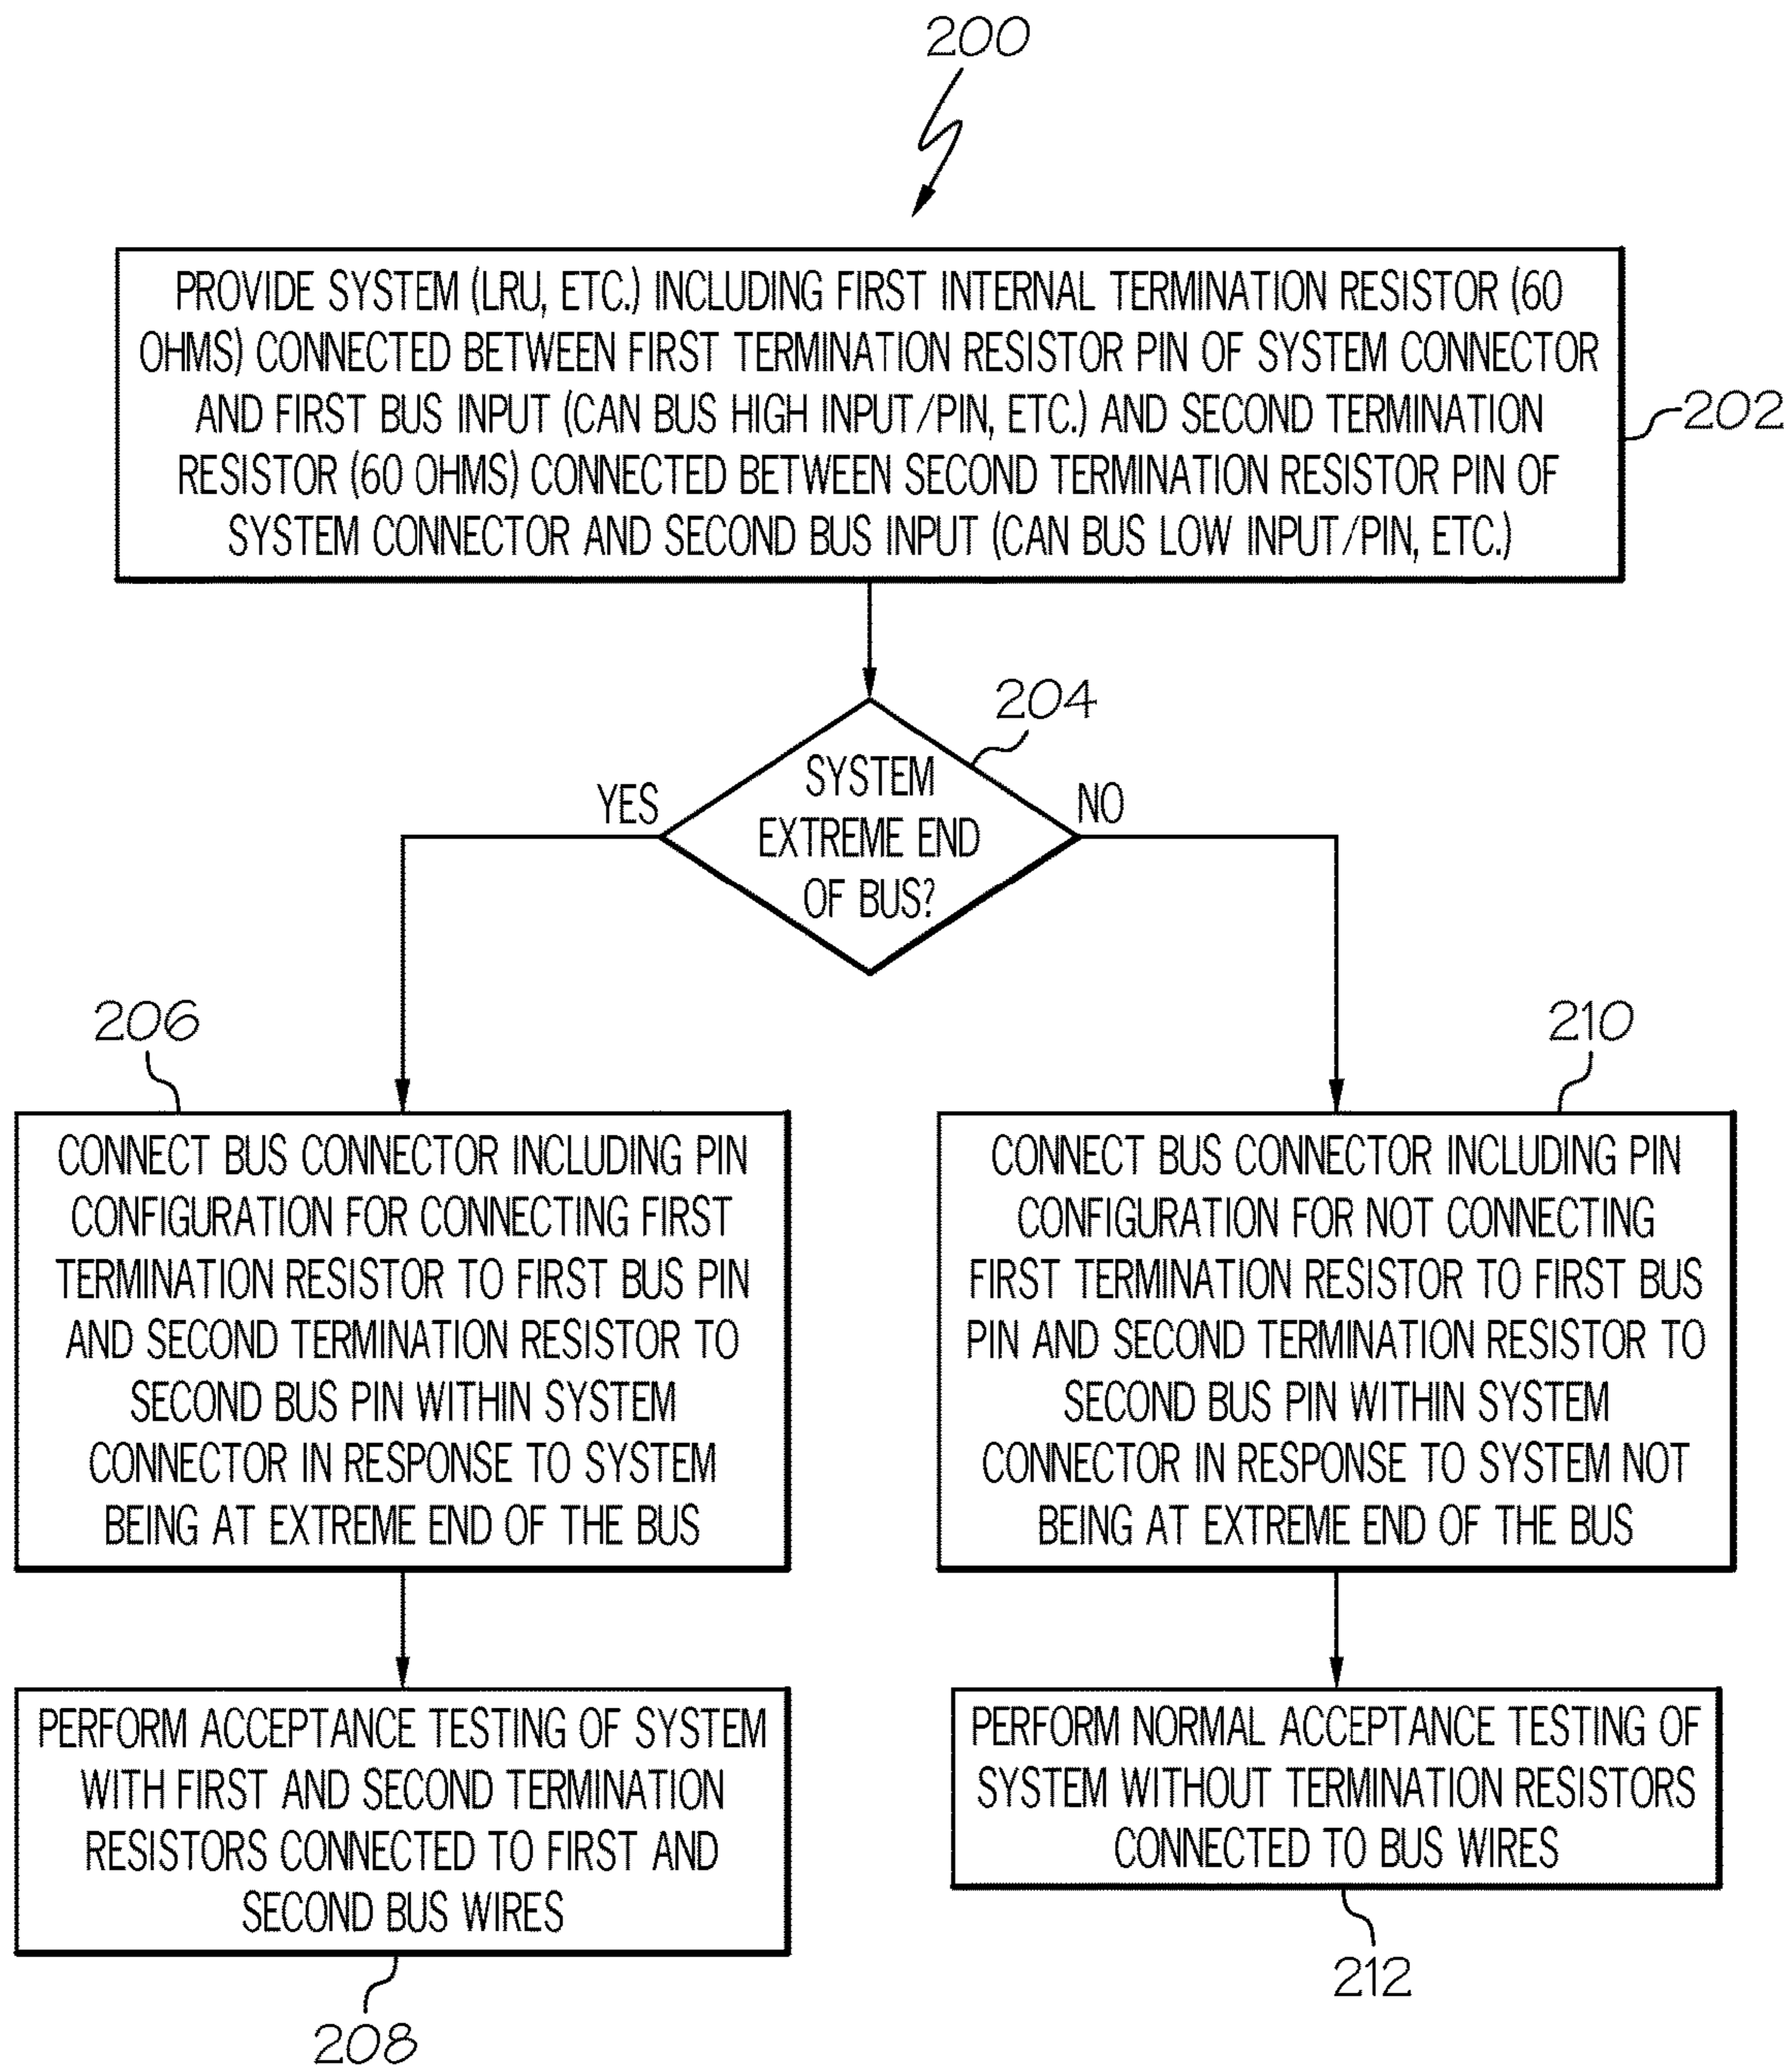 200
PROVIDE SYSTEM (LRU, ETC.) INCLUDING FIRST INTERNAL TERMINATION RESISTOR (60
OHMS) CONNECTED BETWEEN FIRST TERMINATION RESISTOR PIN OF SYSTEM CONNECTOR
AND FIRST BUS INPUT (CAN BUS HIGH INPUT/PIN, ETC.) AND SECOND TERMINATION
RESISTOR (60 OHMS) CONNECTED BETWEEN SECOND TERMINATION RESISTOR PIN OF
SYSTEM CONNECTOR AND SECOND BUS INPUT (CAN BUS LOW INPUT/PIN, ETC.)
202
204
SYSTEM
EXTREME END
OF BUS?
YES
NO
206
CONNECT BUS CONNECTOR INCLUDING PIN
CONFIGURATION FOR CONNECTING FIRST
TERMINATION RESISTOR TO FIRST BUS PIN
AND SECOND TERMINATION RESISTOR TO
SECOND BUS PIN WITHIN SYSTEM
CONNECTOR IN RESPONSE TO SYSTEM
BEING AT EXTREME END OF THE BUS
210
CONNECT BUS CONNECTOR INCLUDING PIN
CONFIGURATION FOR NOT CONNECTING
FIRST TERMINATION RESISTOR TO FIRST BUS
PIN AND SECOND TERMINATION RESISTOR TO
SECOND BUS PIN WITHIN SYSTEM
CONNECTOR IN RESPONSE TO SYSTEM NOT
BEING AT EXTREME END OF THE BUS
PERFORM ACCEPTANCE TESTING OF SYSTEM
WITH FIRST AND SECOND TERMINATION
RESISTORS CONNECTED TO FIRST AND
SECOND BUS WIRES
208
PERFORM NORMAL ACCEPTANCE TESTING OF
SYSTEM WITHOUT TERMINATION RESISTORS
CONNECTED TO BUS WIRES
212